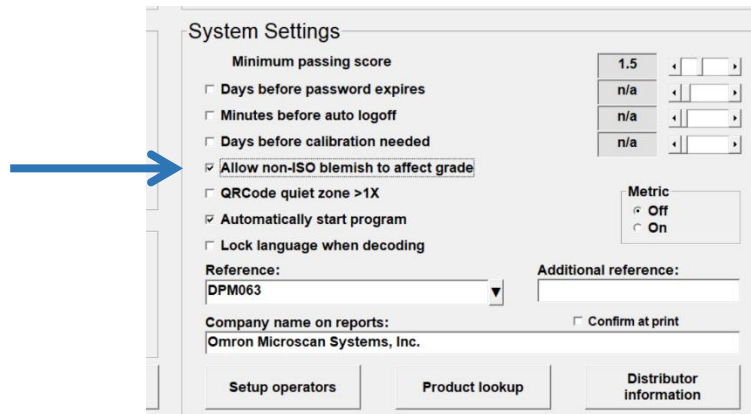 System Settings
Minimum passing score 1.5
Days before password expires n/a
Minutes before auto logoff n/a
Days before calibration needed n/a
Allow non-ISO blemish to affect grade
QRCode quiet zone >1X
Metric
Off
On
Automatically start program
Lock language when decoding
Reference:
DPM063
Additional reference:
Company name on reports:
Confirm at print
Omron Microscan Systems, Inc.
Setup operators
Product lookup
Distributor
information